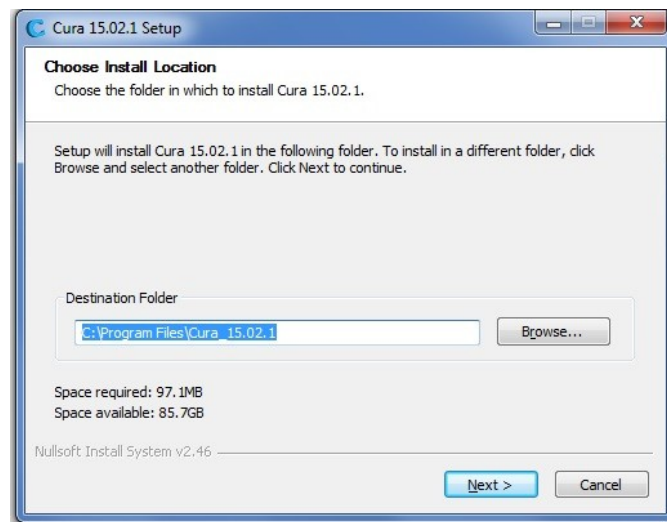 Cura 15.02.1 Setup
Choose Install Location
Choose the folder in which to install Cura 15.02.1.
Setup will install Cura 15.02.1 in the following folder. To install in a different folder, click
Browse and select another folder. Click Next to continue.
Destination Folder
C:\Program Files\Cura_15.02.1
Browse...
Space required: 97.1MB
Space available: 85.7GB
Nullsoft Install System v2.46
Next >
Cancel